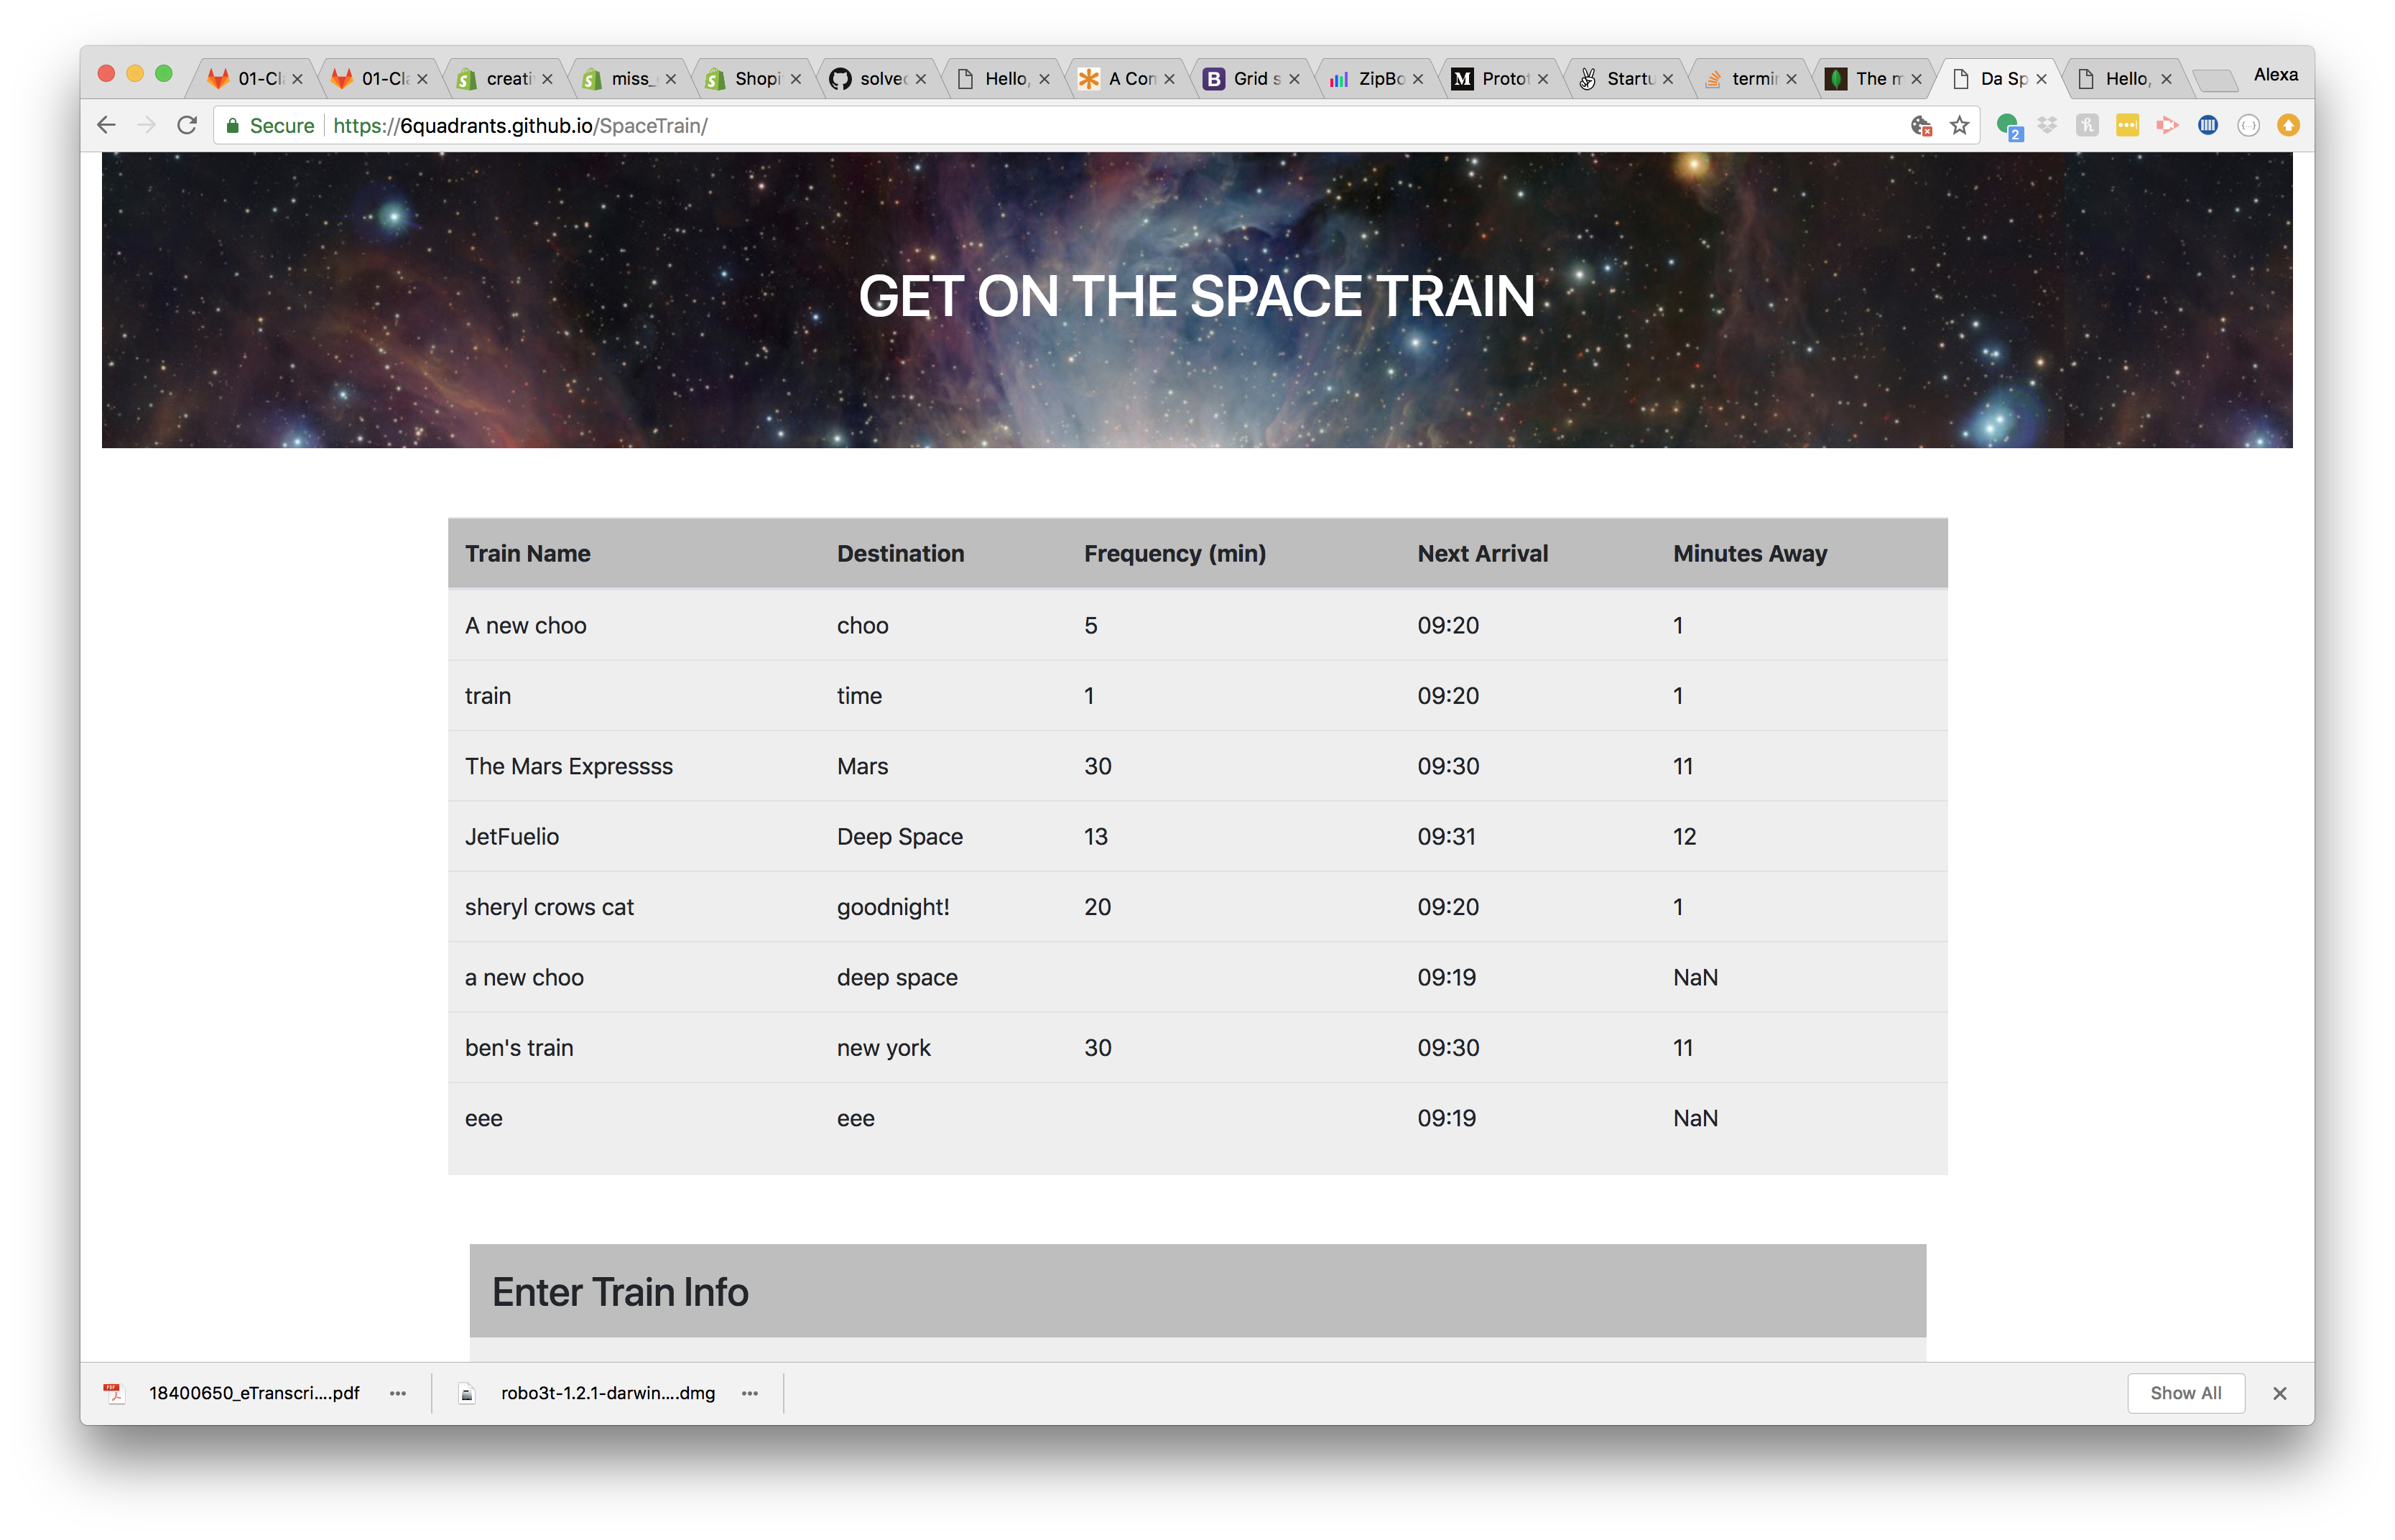 01-Cl
01-Cl
creati
miss_
Shopi
solved
Hello,
A Con
Grid s
ZipBo
Protot
Startu
termin
The m
Da Sp
Hello,
Alexa
Secure https://6quadrants.github.io/SpaceTrain/
2
GET ON THE SPACE TRAIN
Train Name Destination Frequency (min) Next Arrival Minutes Away
A new choo choo 5 09:20 1
train time 1 09:20 1
The Mars Expressss Mars 30 09:30 11
JetFuelio Deep Space 13 09:31 12
sheryl crows cat goodnight! 20 09:20 1
a new choo deep space 09:19 NaN
ben's train new york 30 09:30 11
eee eee 09:19 NaN
Enter Train Info
18400650_eTranscri....pdf
robo3t-1.2.1-darwin....dmg
Show All